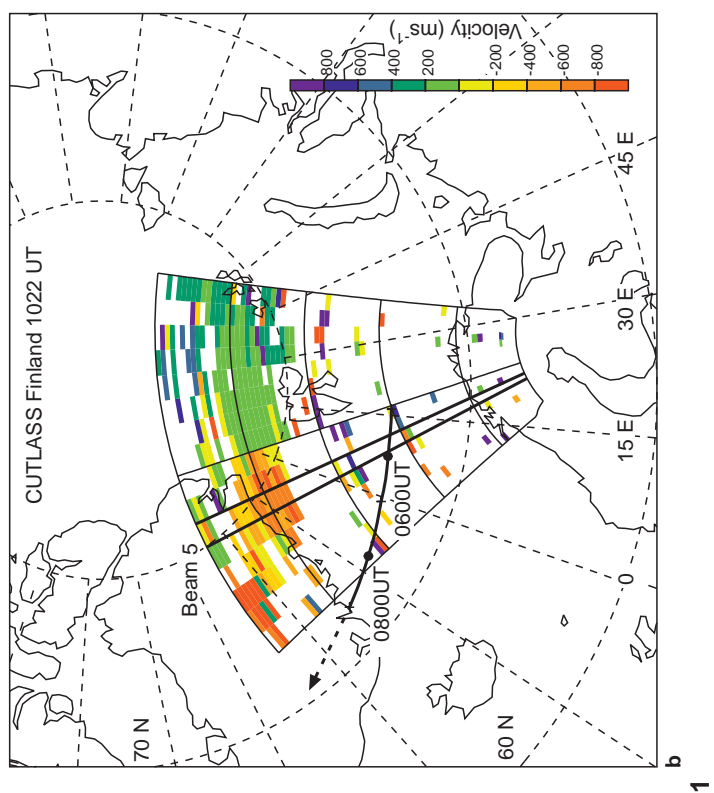 CUTLASS Finland 1022 UT
Velocity (ms-1)
800
600
400
200
-200
-400
-600
-800
Beam 5
0800UT
0600UT
70 N
60 N
0
15 E
30 E
45 E
b
1